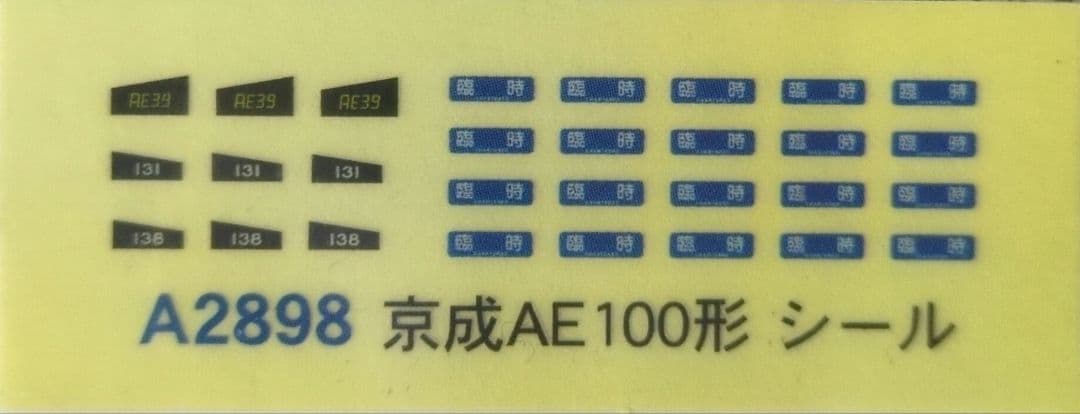 AE39 AE39 AE39 臨時 臨時 臨時 臨時 臨時
臨時 臨時 臨時 臨時 臨時
131 131 131
臨時 臨時 臨時 臨時 臨時
138 138 138 臨時 臨時 臨時 臨時 臨時
A2898 京成AE100形 シール